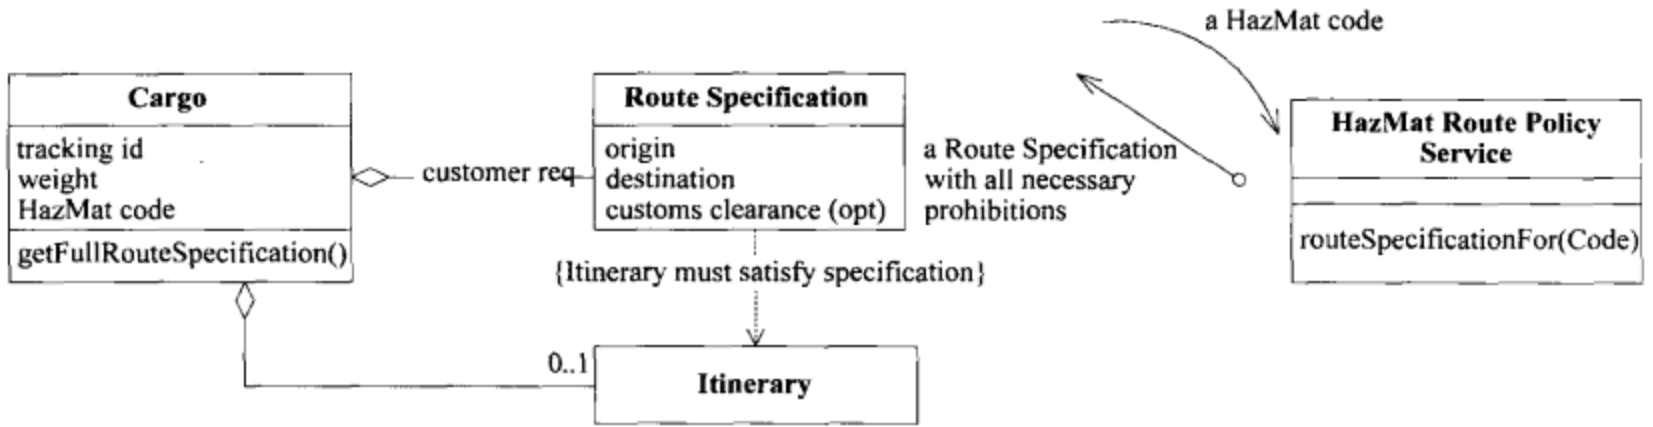 a HazMat code
Cargo
tracking id
weight
HazMat code
getFullRouteSpecification()
customer req
Route Specification
origin
destination
customs clearance (opt)
a Route Specification
with all necessary
prohibitions
HazMat Route Policy
Service
routeSpecificationFor(Code)
{Itinerary must satisfy specification}
0..1
Itinerary